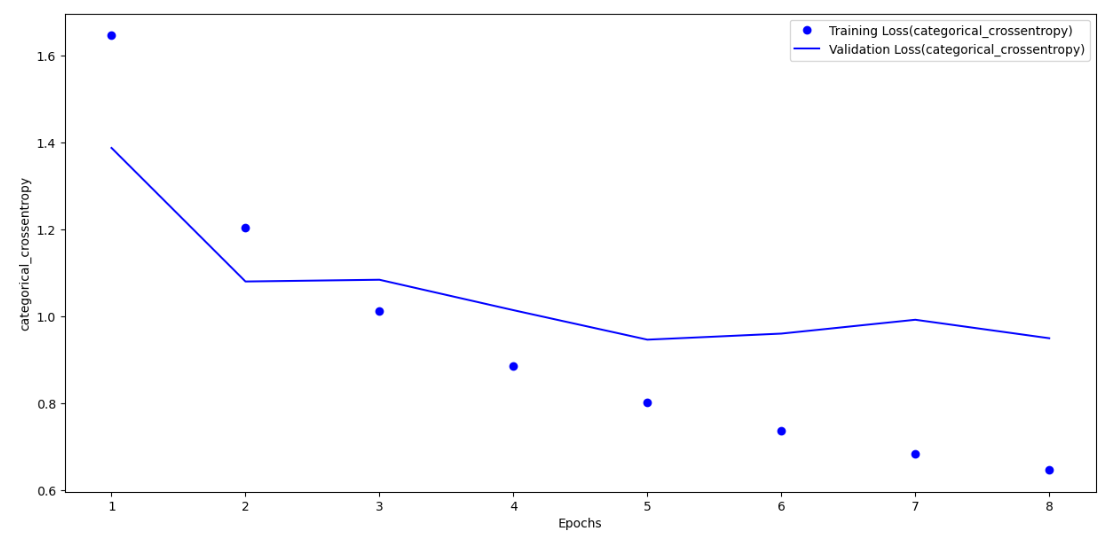 Training Loss(categorical_crossentropy)
Validation Loss(categorical_crossentropy)
categorical_crossentropy
1.6
1.4
1.2
1.0
0.8
0.6
1 2 3 4 5 6 7 8
Epochs